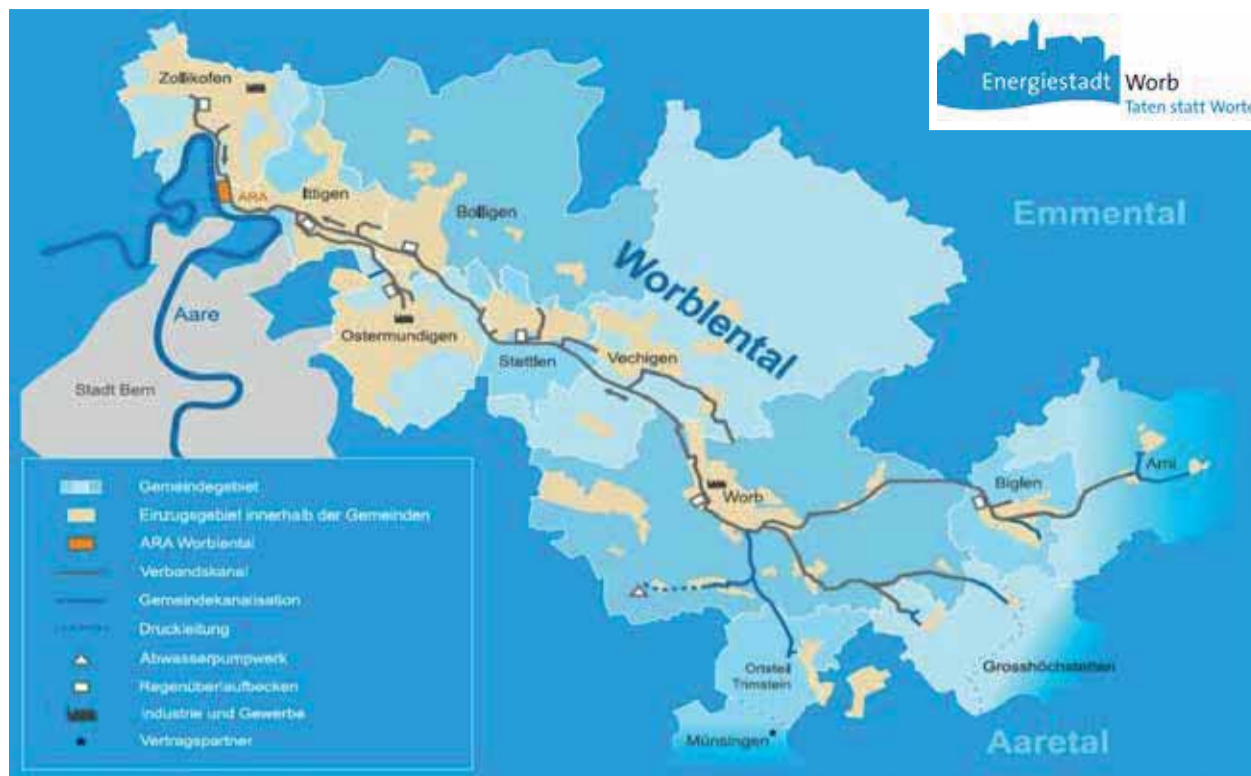 Energiestadt
Worb
Taten statt Worte
Zollikofen
ARA
Ittigen
Bolligen
Emmental
Worblental
Aare
Ostermundigen
Stettlen
Vechigen
Stadt Bern
Worb
Biglen
Arni
Gemeindegebiet
Einzugsgebiet innerhalb der Gemeinden
ARA Worblental
Verbandskanal
Gemeindekanalisation
Druckleitung
Abwasserpumpwerk
Regenüberlaufbecken
Industrie und Gewerbe
Vertragspartner
Ortsteil
Trimstein
Grosshöchstetten
Münsingen*
Aaretal